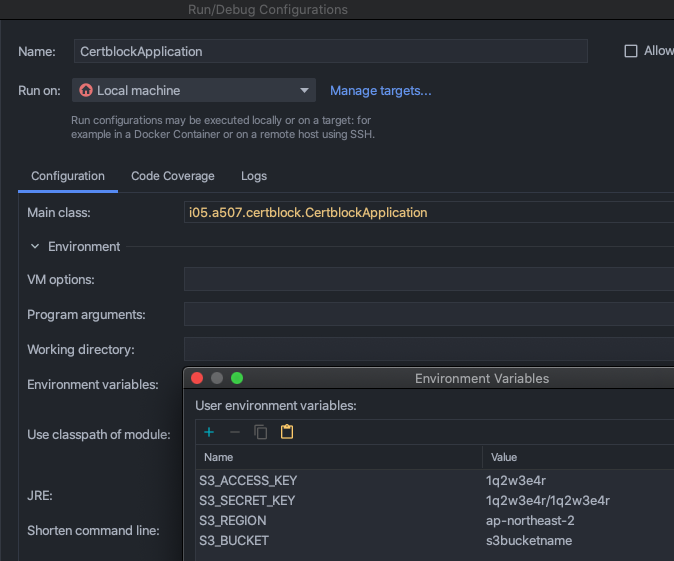 Run/Debug Configurations
Name: CertblockApplication Allow
Run on: Local machine Manage targets...
Run configurations may be executed locally or on a target: for
example in a Docker Container or on a remote host using SSH.
Configuration Code Coverage Logs
Main class: i05.a507.certblock.CertblockApplication
Environment
VM options:
Program arguments:
Working directory:
Environment variables:
Use classpath of module:
JRE:
Shorten command line:
Environment Variables
User environment variables:
Name Value
S3_ACCESS_KEY 1q2w3e4r
S3_SECRET_KEY 1q2w3e4r/1q2w3e4r
S3_REGION ap-northeast-2
S3_BUCKET s3bucketname